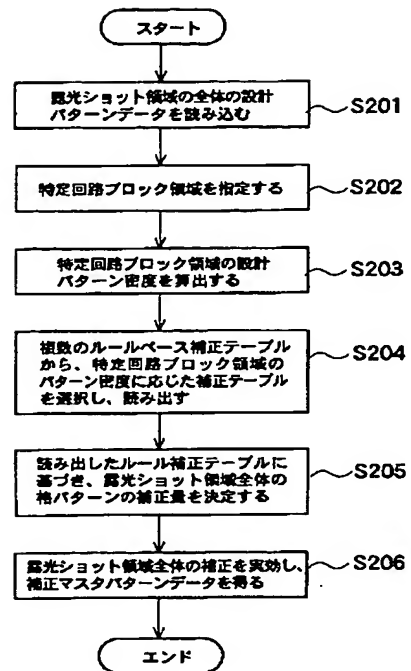 スタート
露光ショット領域の全体の設計
パターンデータを読み込む
S201
特定回路ブロック領域を指定する
S202
特定回路ブロック領域の設計
パターン密度を算出する
S203
複数のルールベース補正テーブル
から、特定回路ブロック領域の
パターン密度に応じた補正テーブル
を選択し、読み出す
S204
読み出したルール補正テーブルに
基づき、露光ショット領域全体の
格パターンの補正量を決定する
S205
露光ショット領域全体の補正を実効し、
補正マスタパターンデータを得る
S206
エンド